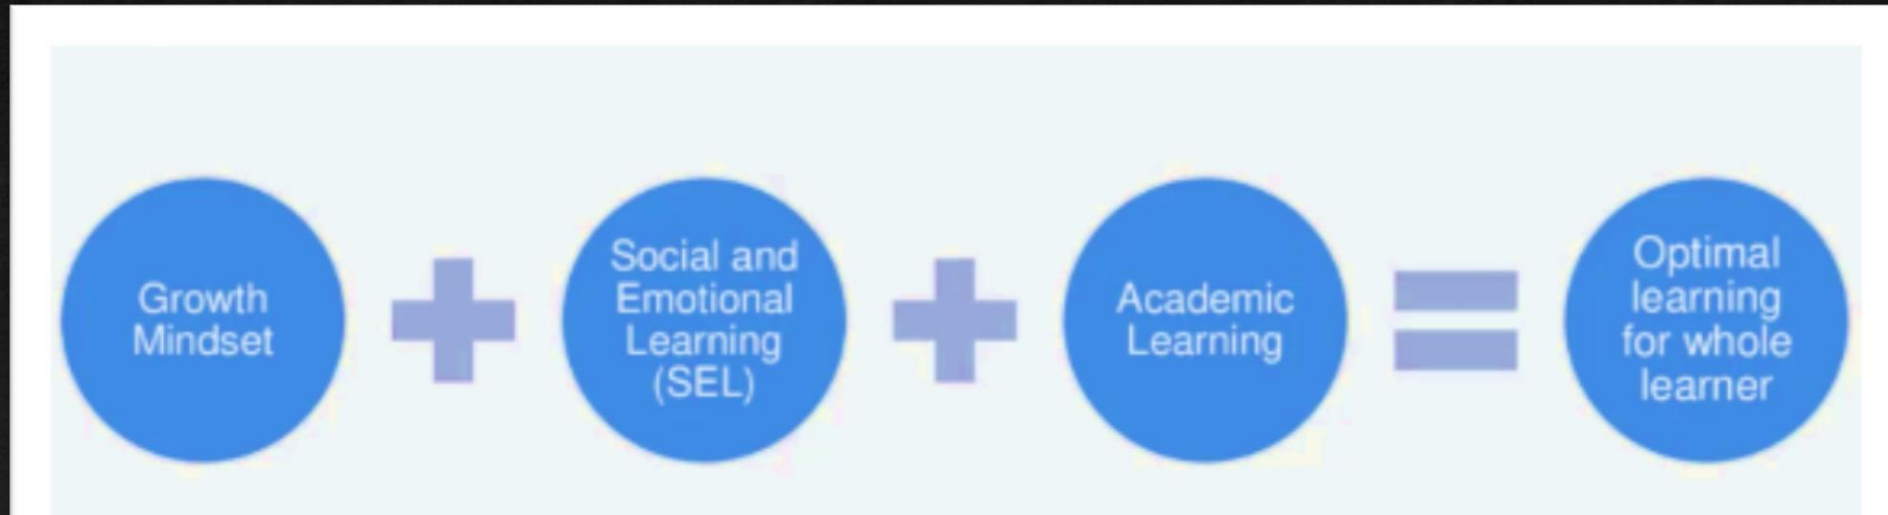 Growth
Mindset
Social and
Emotional
Learning
(SEL)
Academic
Learning
Optimal
learning
for whole
learner